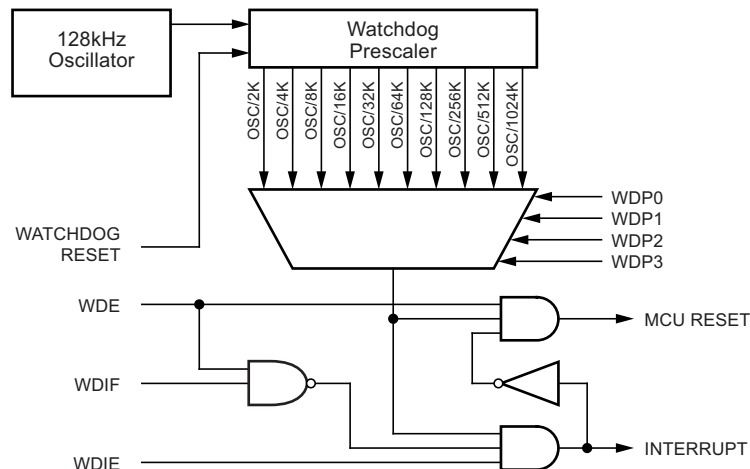 128kHz
Oscillator
Watchdog
Prescaler
OSC/2K
OSC/4K
OSC/8K
OSC/16K
OSC/32K
OSC/64K
OSC/128K
OSC/256K
OSC/512K
OSC/1024K
WDP0
WDP1
WDP2
WDP3
WATCHDOG
RESET
WDE
MCU RESET
WDIF
INTERRUPT
WDIE